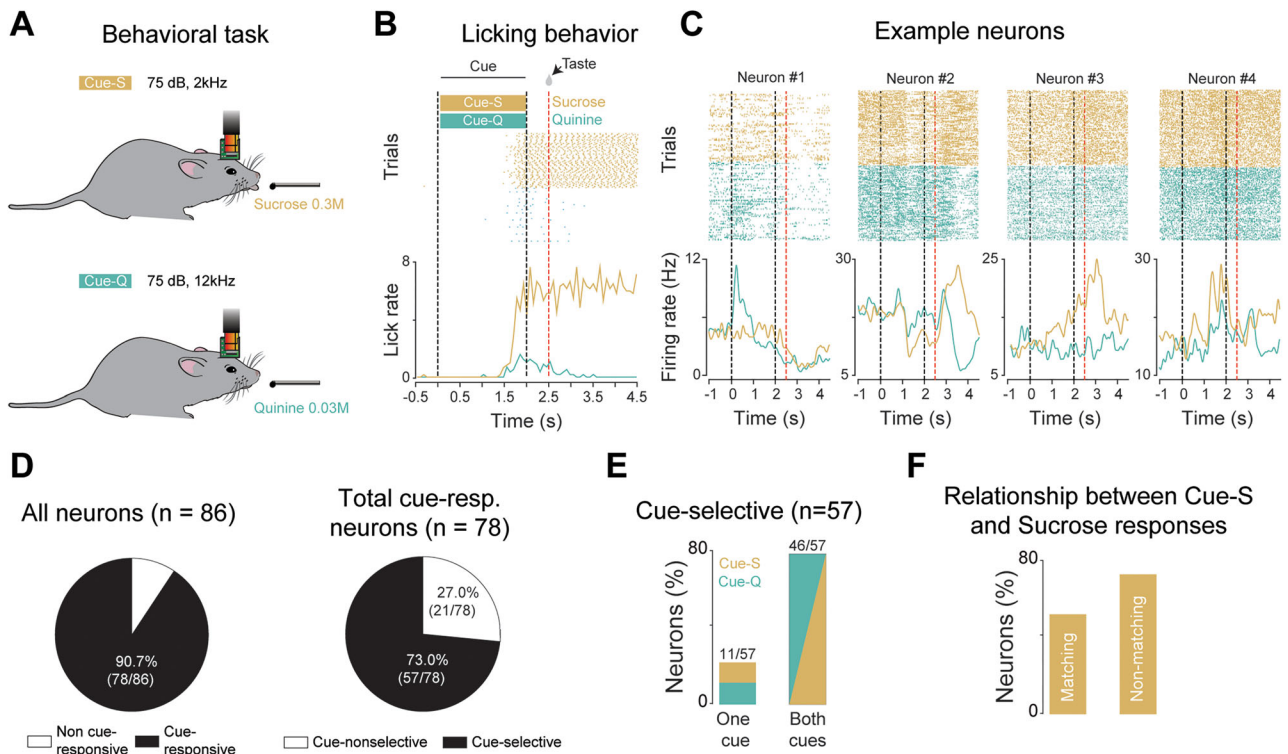 A
Behavioral task
Cue-S 75 dB, 2kHz
Sucrose 0.3M
Cue-Q 75 dB, 12kHz
Quinine 0.03M
B
Licking behavior
Cue
Taste
Cue-S Sucrose
Cue-Q Quinine
Trials
Lick rate
8
0
-0.5 0.5 1.5 2.5 3.5 4.5
Time (s)
C
Example neurons
Neuron #1 Neuron #2 Neuron #3 Neuron #4
Trials
Firing rate (Hz)
12
0
-1 0 1 2 3 4
Time (s)
30
5
-1 0 1 2 3 4
Time (s)
25
5
-1 0 1 2 3 4
Time (s)
30
10
-1 0 1 2 3 4
Time (s)
D
All neurons (n = 86)
90.7%
(78/86)
Non cue-
responsive
Cue-
responsive
Total cue-resp.
neurons (n = 78)
27.0%
(21/78)
73.0%
(57/78)
Cue-nonselective Cue-selective
E
Cue-selective (n=57)
Neurons (%)
80
0
Cue-S
Cue-Q
11/57
46/57
One
cue
Both
cues
F
Relationship between Cue-S
and Sucrose responses
Neurons (%)
80
0
Matching
Non-matching